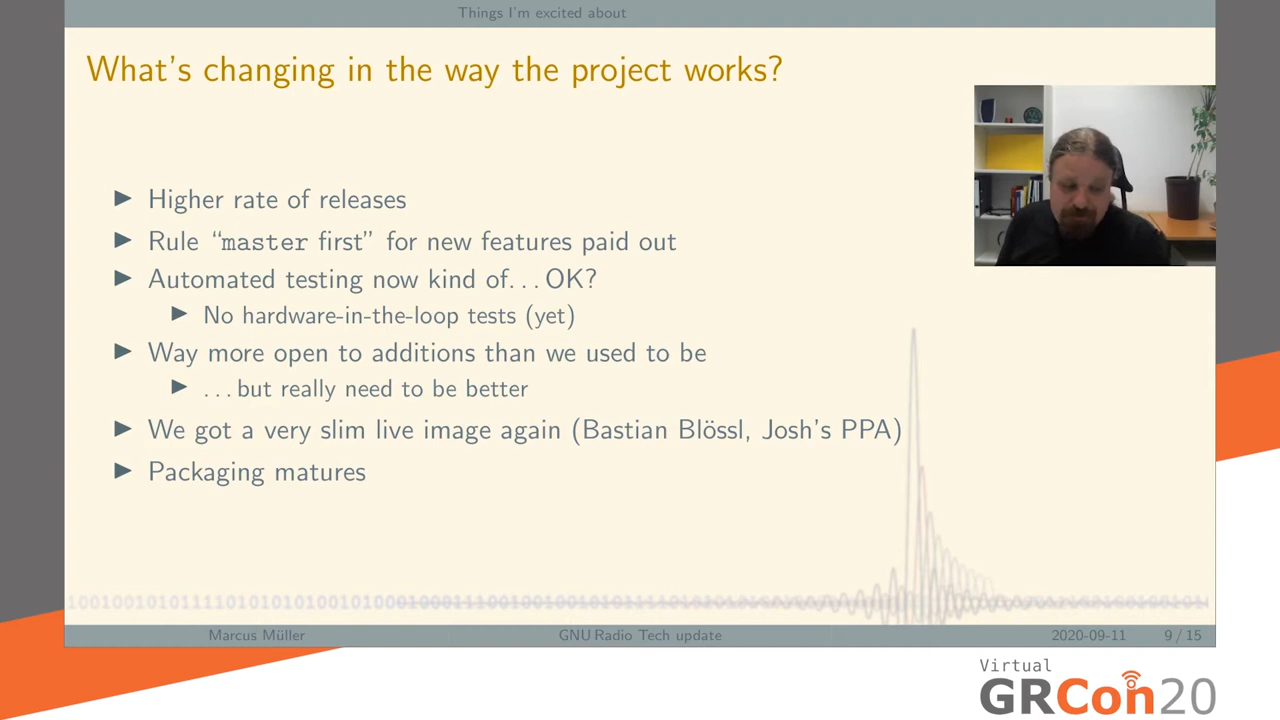 Things I'm excited about
What's changing in the way the project works?
Higher rate of releases
Rule “master first” for new features paid out
Automated testing now kind of. . . OK?
No hardware-in-the-loop tests (yet)
Way more open to additions than we used to be
. . . but really need to be better
We got a very slim live image again (Bastian Blössl, Josh's PPA)
Packaging matures
Marcus Müller GNU Radio Tech update 2020-09-11 9 / 15
Virtual
GRCon20